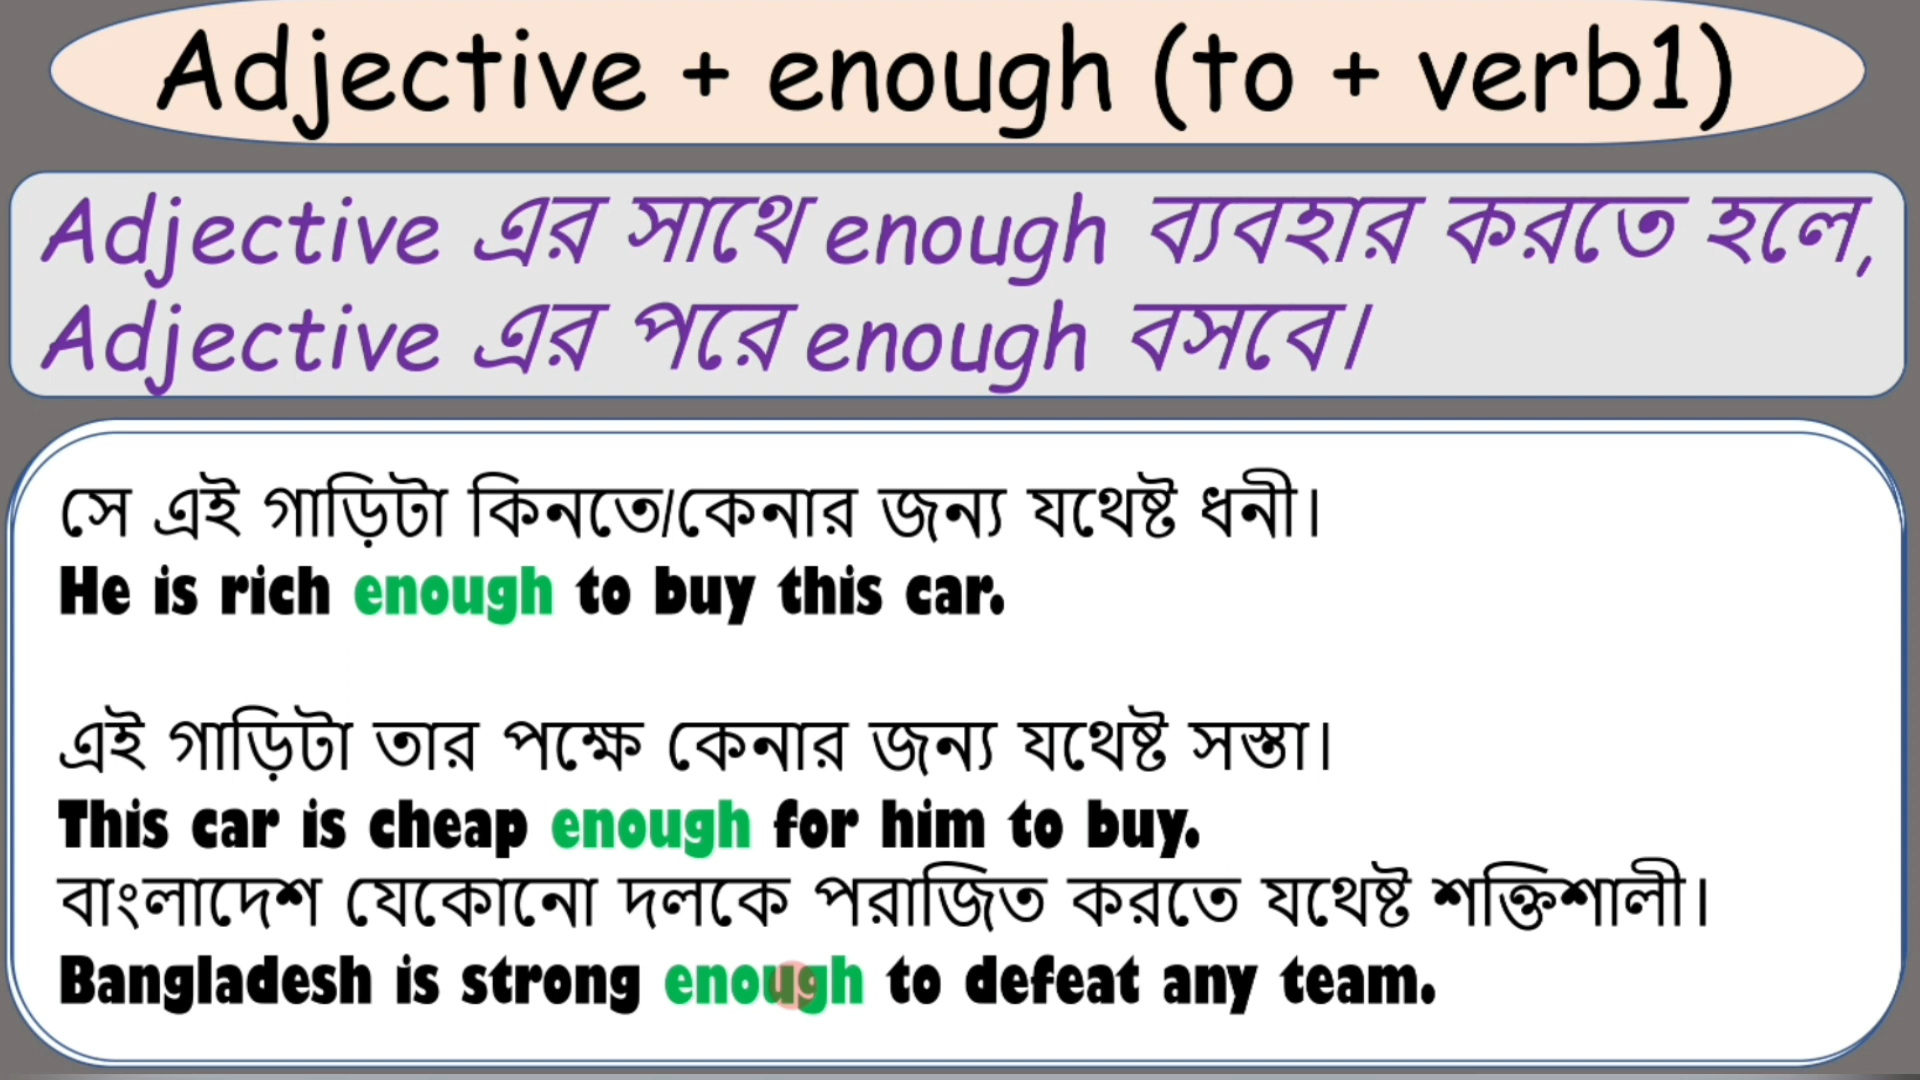 Adjective + enough (to + verb1)
Adjective এর সাথে enough ব্যবহার করতে হলে,
Adjective এর পরে enough বসবে।
সে এই গাড়িটা কিনতে/কেনার জন্য যথেষ্ট ধনী।
He is rich enough to buy this car.
এই গাড়িটা তার পক্ষে কেনার জন্য যথেষ্ট সস্তা।
This car is cheap enough for him to buy.
বাংলাদেশ যেকোনো দলকে পরাজিত করতে যথেষ্ট শক্তিশালী।
Bangladesh is strong enough to defeat any team.